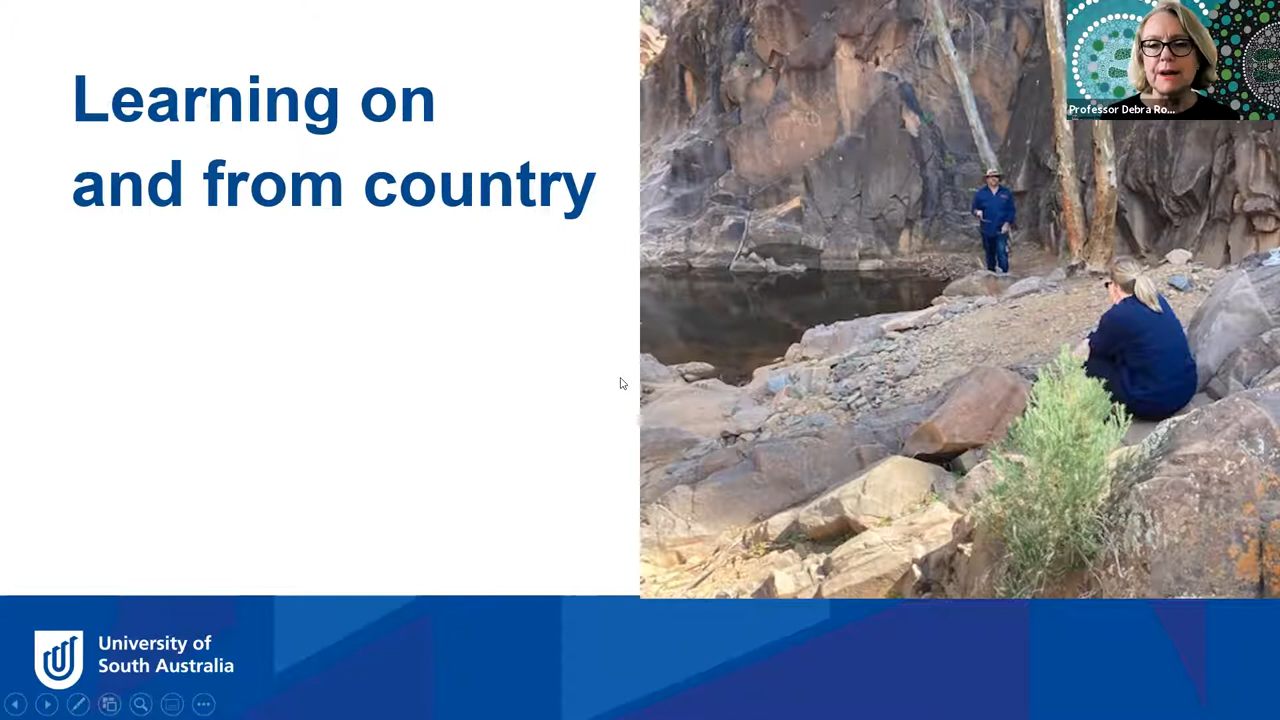 Learning on
and from country
Professor Debra Ro...
University of
South Australia